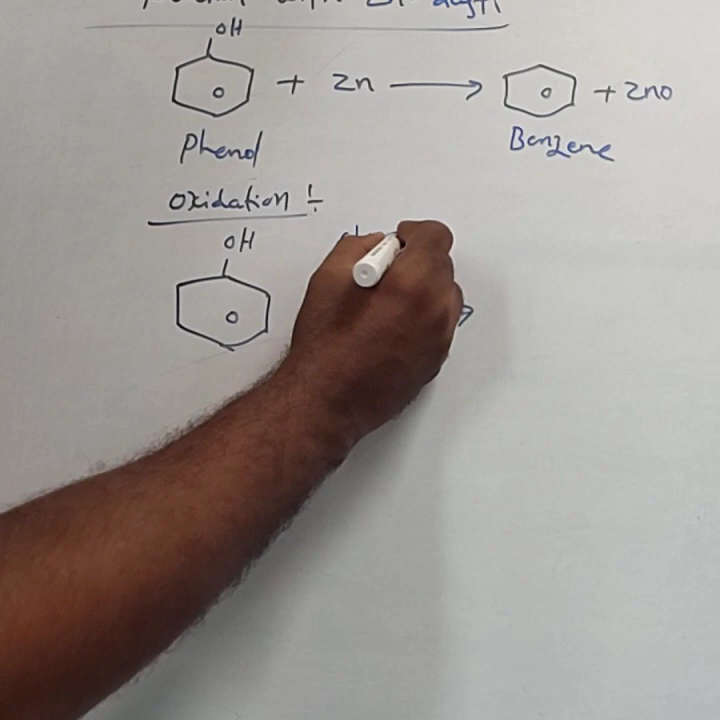 OH
+ Zn → + ZnO
Phenol Benzene
Oxidation :-
OH